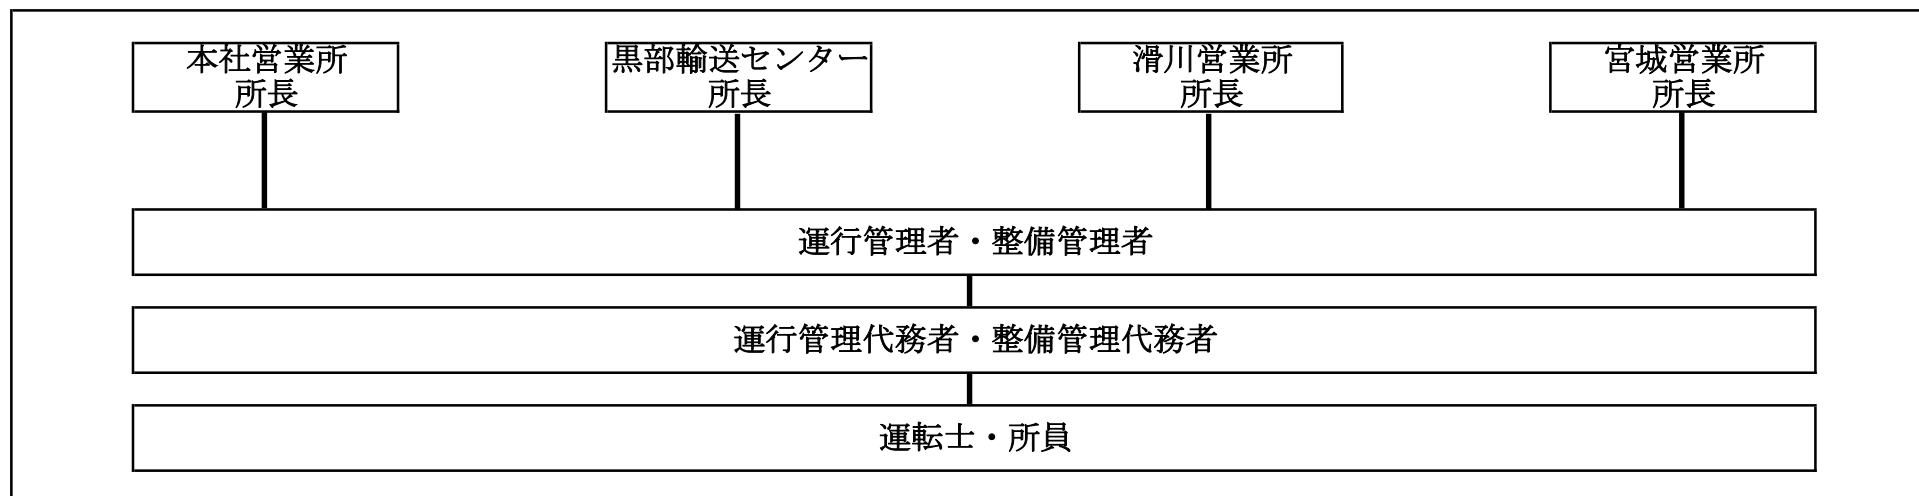 本社営業所
所長
黒部輸送センター
所長
滑川営業所
所長
宮城営業所
所長
運行管理者・整備管理者
運行管理代務者・整備管理代務者
運転士・所員